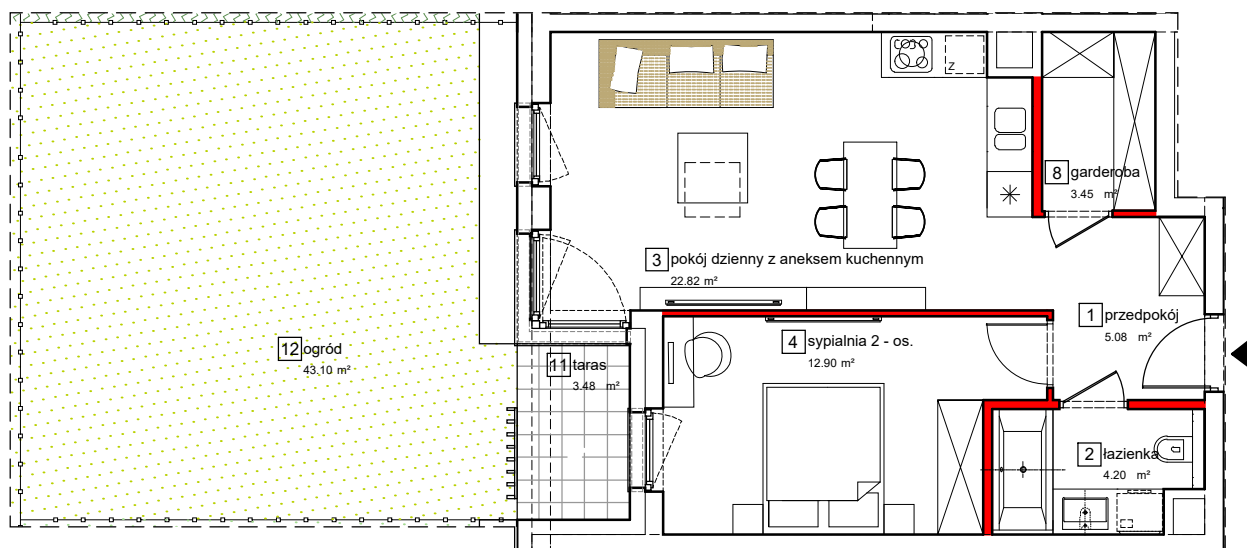 z
8 garderoba
3.45 m²
3 pokój dzienny z aneksem kuchennym
22.82 m²
1 przedpokój
5.08 m²
4 sypialnia 2 - os.
12.90 m²
12 ogród
43.10 m²
11 taras
3.48 m²
2 łazienka
4.20 m²